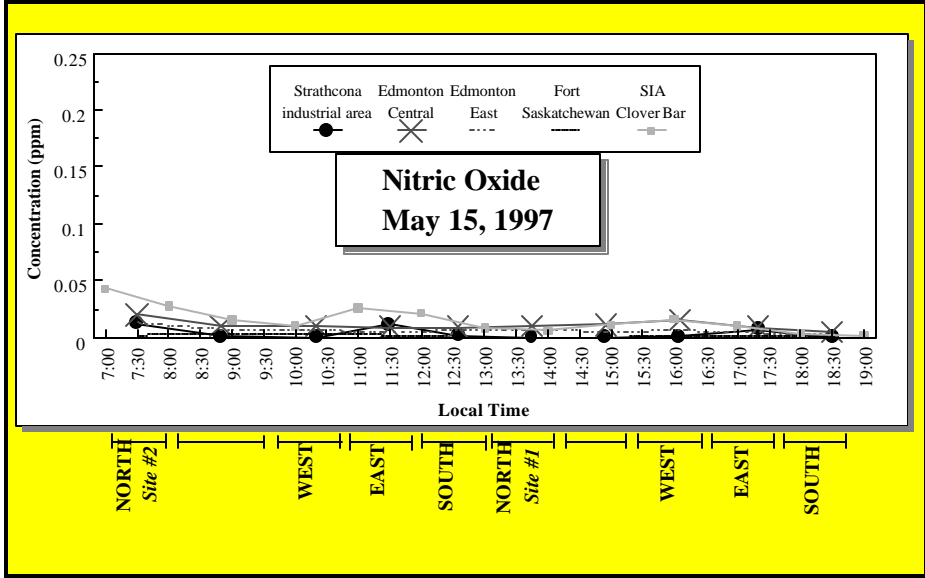 0.25
0.2
0.15
0.1
0.05
0
Concentration (ppm)
Strathcona industrial area
Edmonton Central
Edmonton East
Fort Saskatchewan
SIA Clover Bar
Nitric Oxide
May 15, 1997
7:00
7:30
8:00
8:30
9:00
9:30
10:00
10:30
11:00
11:30
12:00
12:30
13:00
13:30
14:00
14:30
15:00
15:30
16:00
16:30
17:00
17:30
18:00
18:30
19:00
Local Time
NORTH
Site #2
WEST
EAST
SOUTH
NORTH
Site #1
WEST
EAST
SOUTH